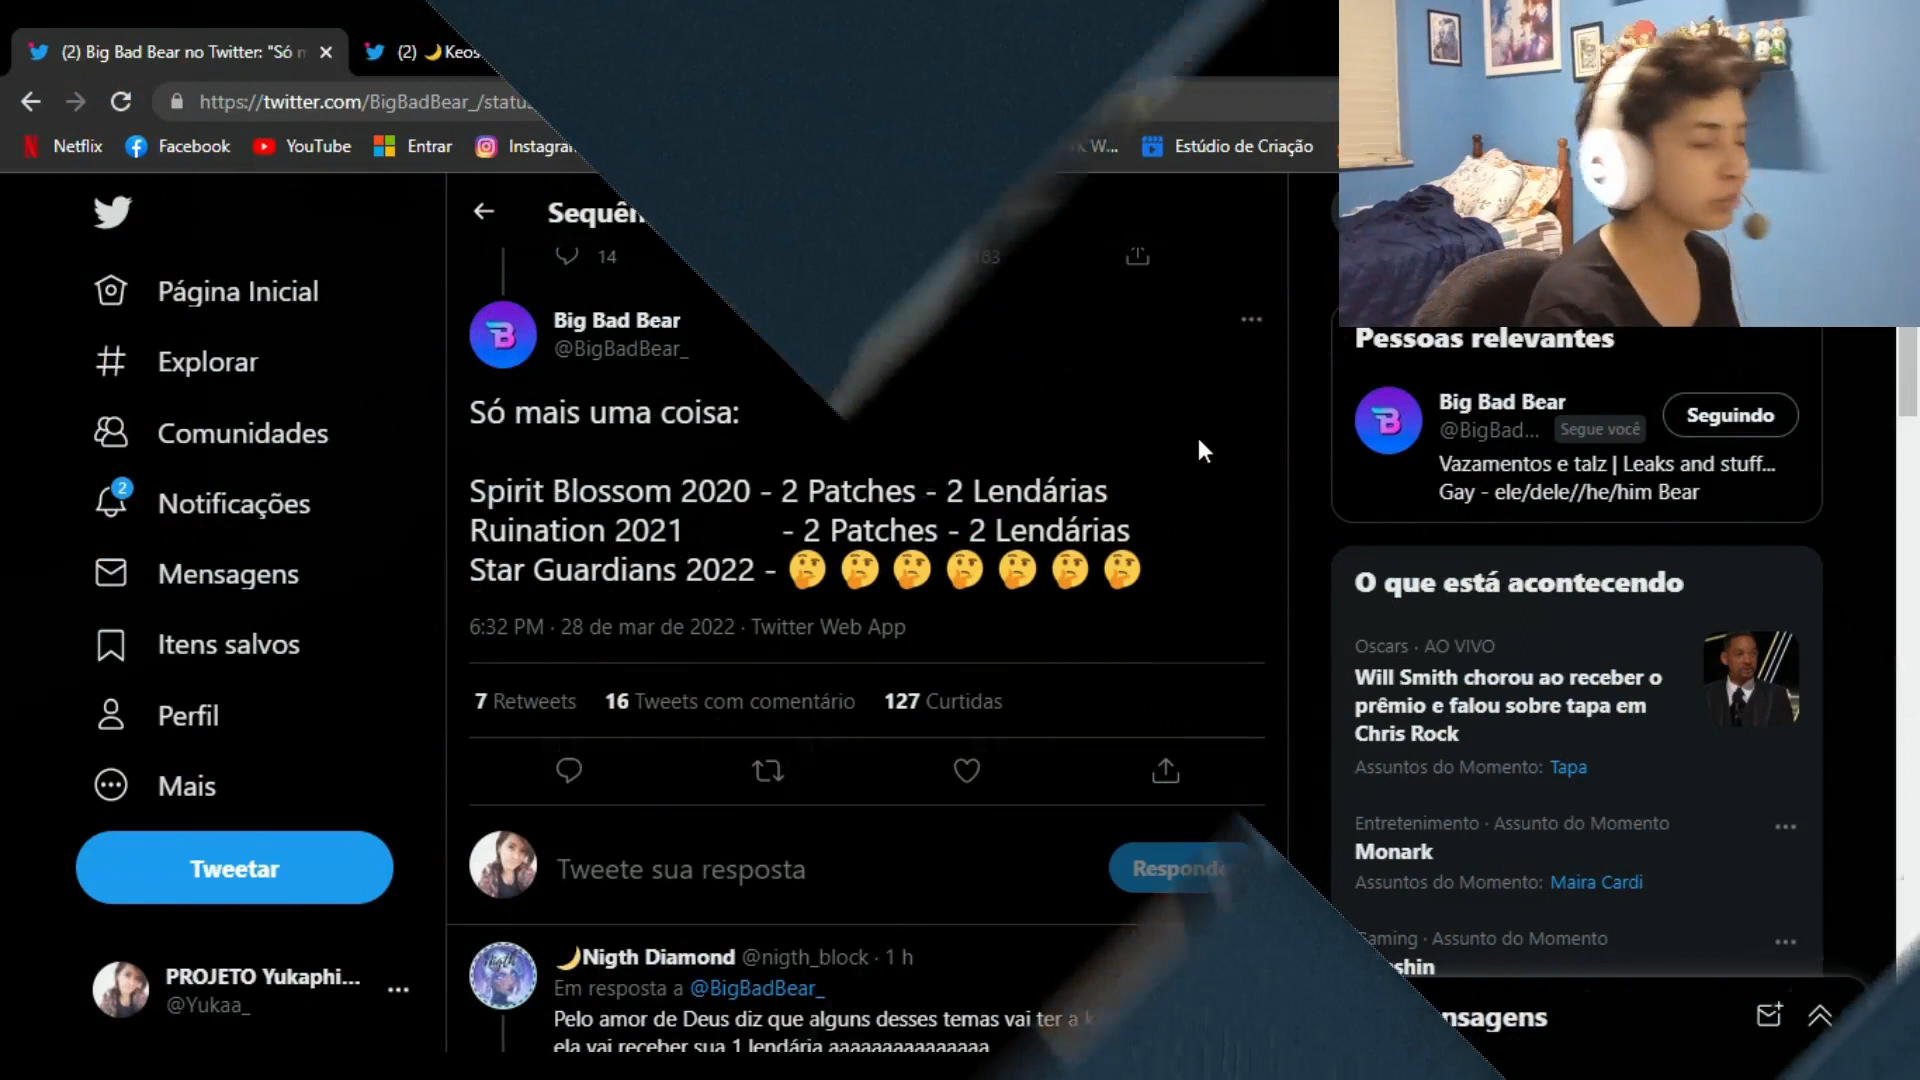 (2) Big Bad Bear no Twitter: "Só
(2) 🌙Keos
https://twitter.com/BigBadBear_/statu
Netflix
Facebook
YouTube
Entrar
Instagra
W...
Estúdio de Criação
Página Inicial
Explorar
Comunidades
2
Notificações
Mensagens
Itens salvos
Perfil
Mais
Tweetar
PROJETO Yukaphi...
@Yukaa_
Sequên
14
183
Big Bad Bear
@BigBadBear_
Só mais uma coisa:
Spirit Blossom 2020 - 2 Patches - 2 Lendárias
Ruination 2021 - 2 Patches - 2 Lendárias
Star Guardians 2022 - 🤔🤔🤔🤔🤔🤔🤔
6:32 PM · 28 de mar de 2022 · Twitter Web App
7 Retweets 16 Tweets com comentário 127 Curtidas
Tweete sua resposta
Responde
🌙Nigth Diamond @nigth_block · 1 h
Em resposta a @BigBadBear_
Pelo amor de Deus diz que alguns desses temas vai ter a
ela vai receber sua 1 lendária aaaaaaaaaaaaaaa
Pessoas relevantes
Big Bad Bear
@BigBad... Segue você
Seguindo
Vazamentos e talz | Leaks and stuff...
Gay - ele/dele//he/him Bear
O que está acontecendo
Oscars · AO VIVO
Will Smith chorou ao receber o
prêmio e falou sobre tapa em
Chris Rock
Assuntos do Momento: Tapa
Entretenimento · Assunto do Momento
Monark
Assuntos do Momento: Maira Cardi
Gaming · Assunto do Momento
shin
nsagens